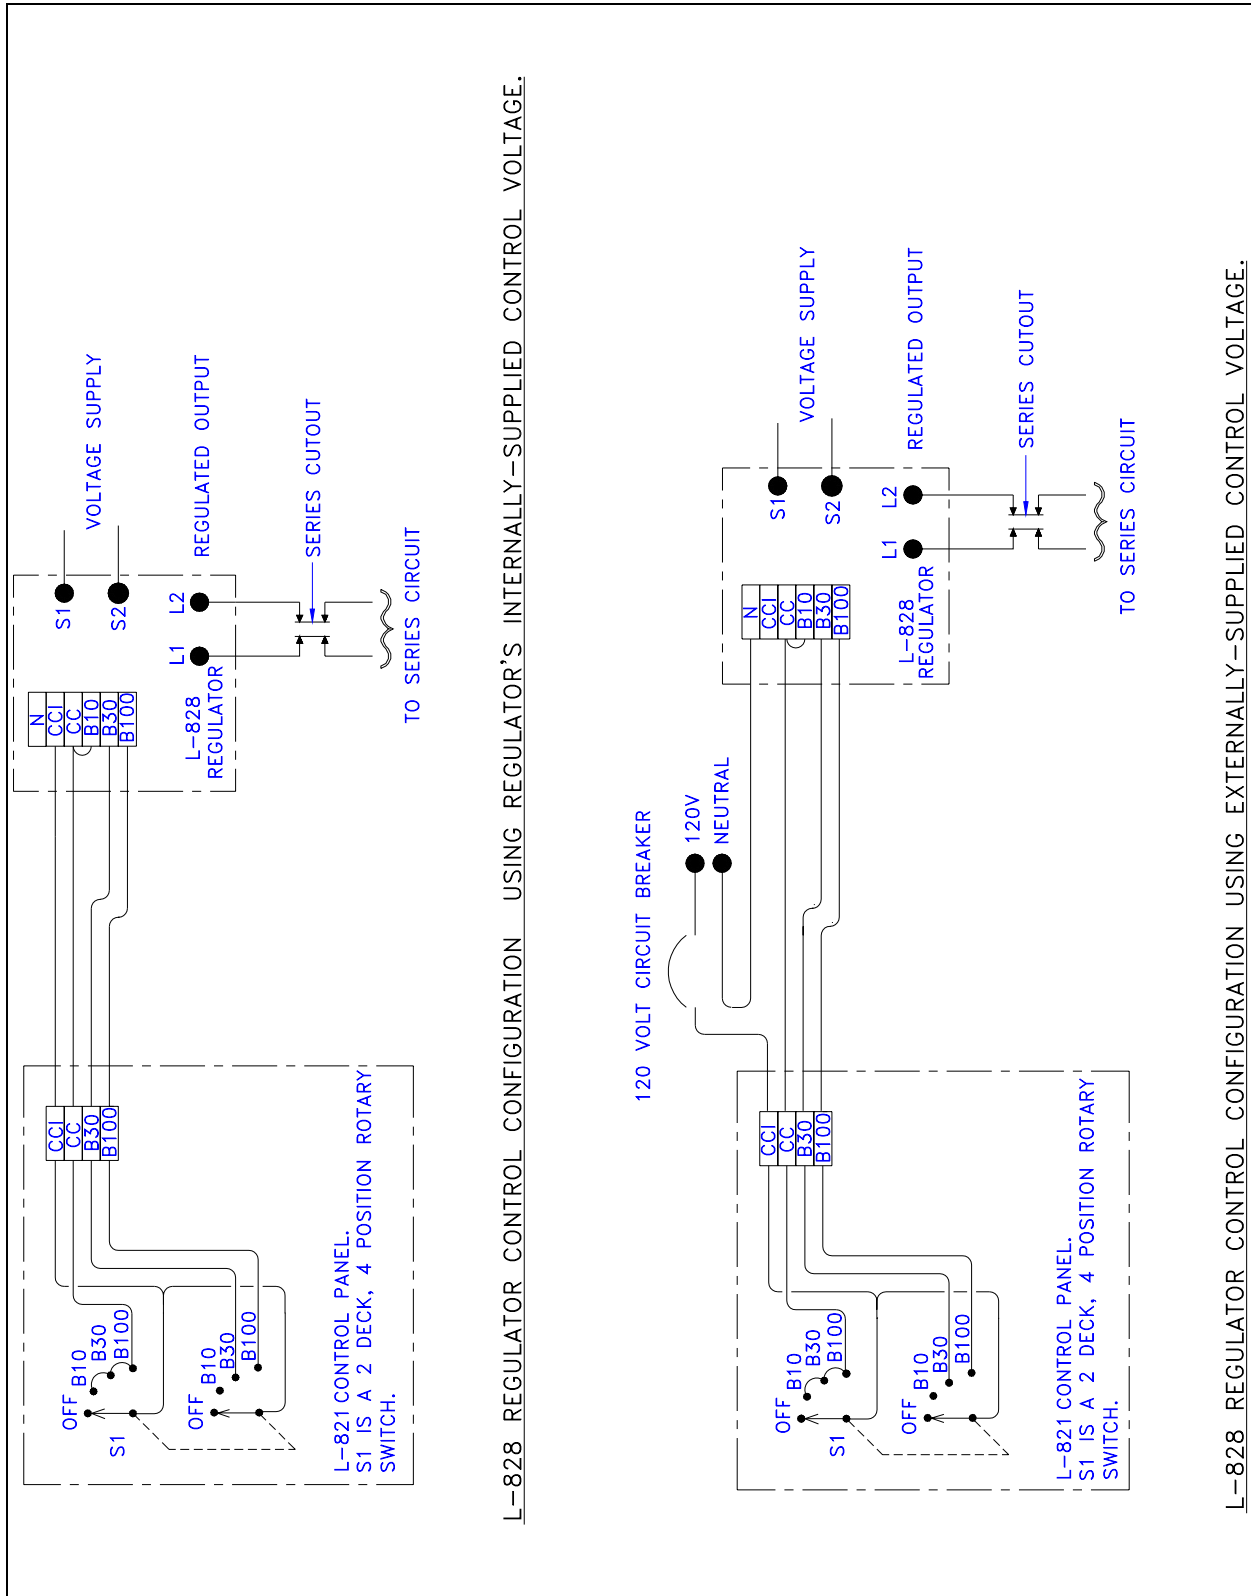 VOLTAGE SUPPLY
S1
S2
REGULATED OUTPUT
L1
L2
L-828
REGULATOR
N
CCI
CC
B10
B30
B100
SERIES CUTOUT
TO SERIES CIRCUIT
CCI
CC
B30
B100
OFF
B10
B30
B100
S1
OFF
B10
B30
B100
L-821 CONTROL PANEL.
S1 IS A 2 DECK, 4 POSITION ROTARY
SWITCH.
L-828 REGULATOR CONTROL CONFIGURATION USING REGULATOR'S INTERNALLY-SUPPLIED CONTROL VOLTAGE.
120 VOLT CIRCUIT BREAKER
120V
NEUTRAL
VOLTAGE SUPPLY
S1
S2
REGULATED OUTPUT
L1
L2
L-828
REGULATOR
N
CCI
CC
B10
B30
B100
SERIES CUTOUT
TO SERIES CIRCUIT
CCI
CC
B30
B100
OFF
B10
B30
B100
S1
OFF
B10
B30
B100
L-821 CONTROL PANEL.
S1 IS A 2 DECK, 4 POSITION ROTARY
SWITCH.
L-828 REGULATOR CONTROL CONFIGURATION USING EXTERNALLY-SUPPLIED CONTROL VOLTAGE.